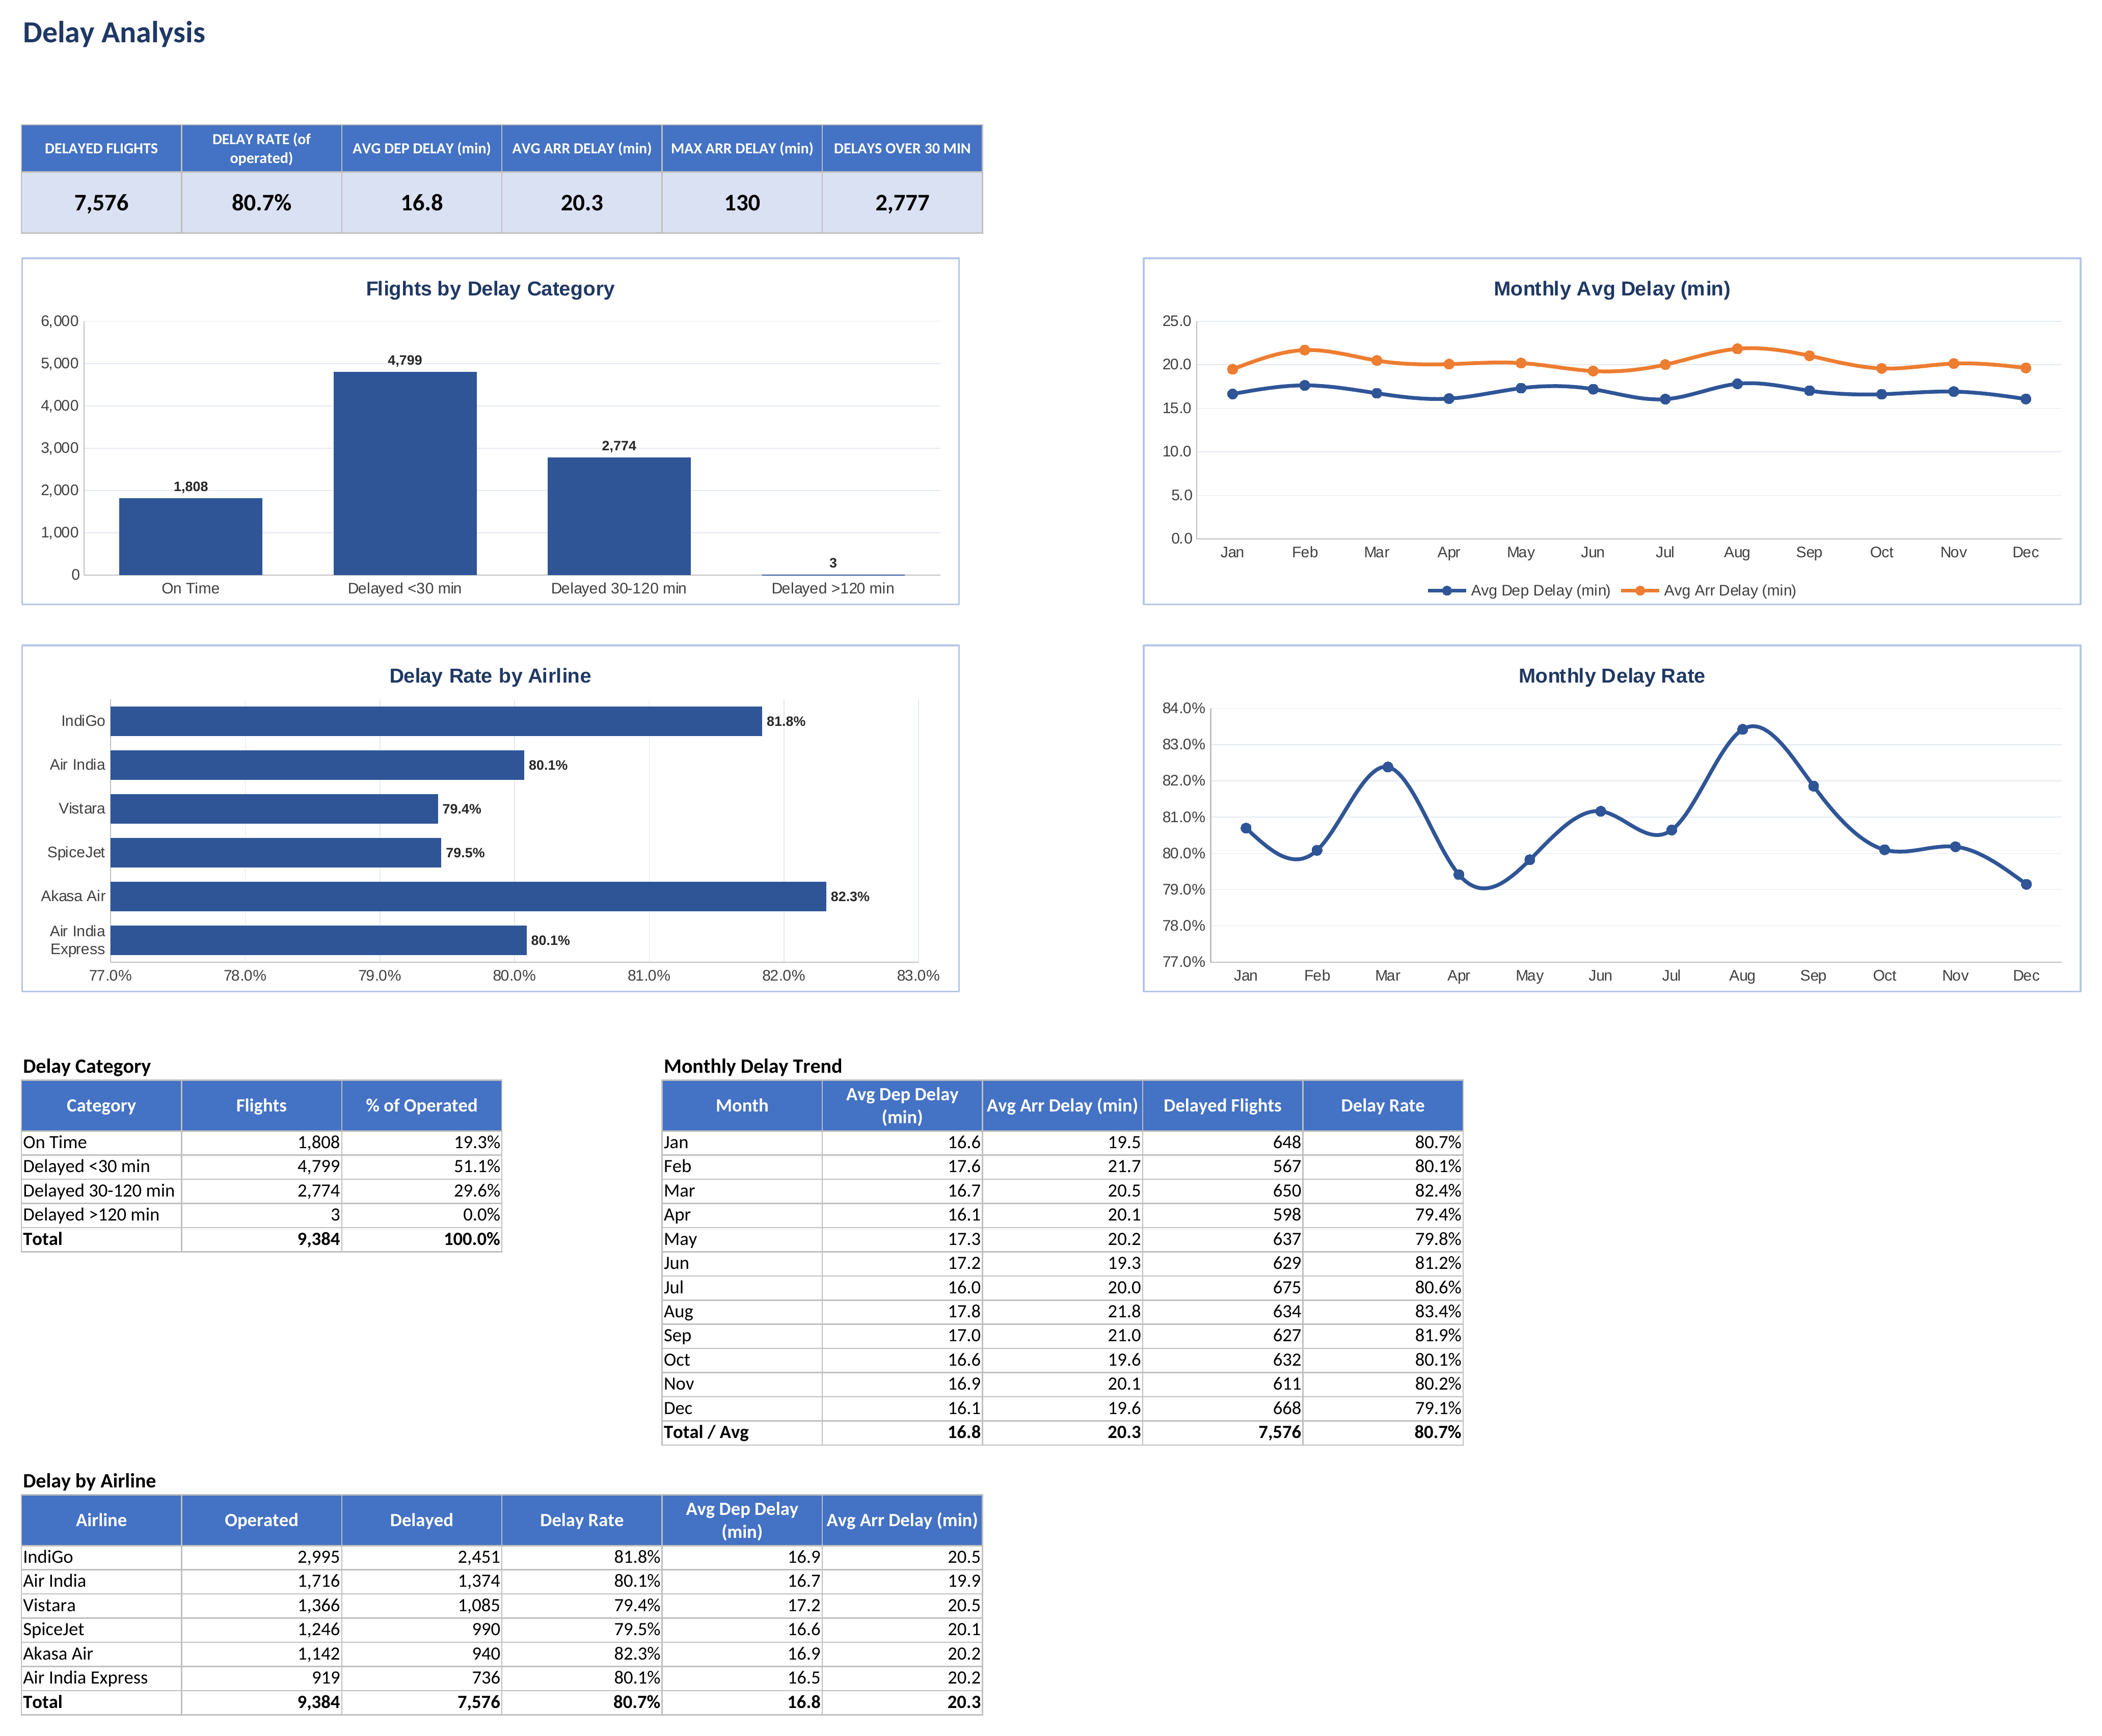 Delay Analysis
DELAYED FLIGHTS
DELAY RATE (of
operated)
AVG DEP DELAY (min)
AVG ARR DELAY (min)
MAX ARR DELAY (min)
DELAYS OVER 30 MIN
7,576
80.7%
16.8
20.3
130
2,777
Flights by Delay Category
6,000
5,000
4,000
3,000
2,000
1,000
0
1,808
4,799
2,774
3
On Time
Delayed <30 min
Delayed 30-120 min
Delayed >120 min
Monthly Avg Delay (min)
25.0
20.0
15.0
10.0
5.0
0.0
Jan Feb Mar Apr May Jun Jul Aug Sep Oct Nov Dec
Avg Dep Delay (min) Avg Arr Delay (min)
Delay Rate by Airline
IndiGo 81.8%
Air India 80.1%
Vistara 79.4%
SpiceJet 79.5%
Akasa Air 82.3%
Air India
Express 80.1%
77.0% 78.0% 79.0% 80.0% 81.0% 82.0% 83.0%
Monthly Delay Rate
84.0%
83.0%
82.0%
81.0%
80.0%
79.0%
78.0%
77.0%
Jan Feb Mar Apr May Jun Jul Aug Sep Oct Nov Dec
Delay Category
Category Flights % of Operated
On Time 1,808 19.3%
Delayed <30 min 4,799 51.1%
Delayed 30-120 min 2,774 29.6%
Delayed >120 min 3 0.0%
Total 9,384 100.0%
Monthly Delay Trend
Month Avg Dep Delay (min) Avg Arr Delay (min) Delayed Flights Delay Rate
Jan 16.6 19.5 648 80.7%
Feb 17.6 21.7 567 80.1%
Mar 16.7 20.5 650 82.4%
Apr 16.1 20.1 598 79.4%
May 17.3 20.2 637 79.8%
Jun 17.2 19.3 629 81.2%
Jul 16.0 20.0 675 80.6%
Aug 17.8 21.8 634 83.4%
Sep 17.0 21.0 627 81.9%
Oct 16.6 19.6 632 80.1%
Nov 16.9 20.1 611 80.2%
Dec 16.1 19.6 668 79.1%
Total / Avg 16.8 20.3 7,576 80.7%
Delay by Airline
Airline Operated Delayed Delay Rate Avg Dep Delay (min) Avg Arr Delay (min)
IndiGo 2,995 2,451 81.8% 16.9 20.5
Air India 1,716 1,374 80.1% 16.7 19.9
Vistara 1,366 1,085 79.4% 17.2 20.5
SpiceJet 1,246 990 79.5% 16.6 20.1
Akasa Air 1,142 940 82.3% 16.9 20.2
Air India Express 919 736 80.1% 16.5 20.2
Total 9,384 7,576 80.7% 16.8 20.3